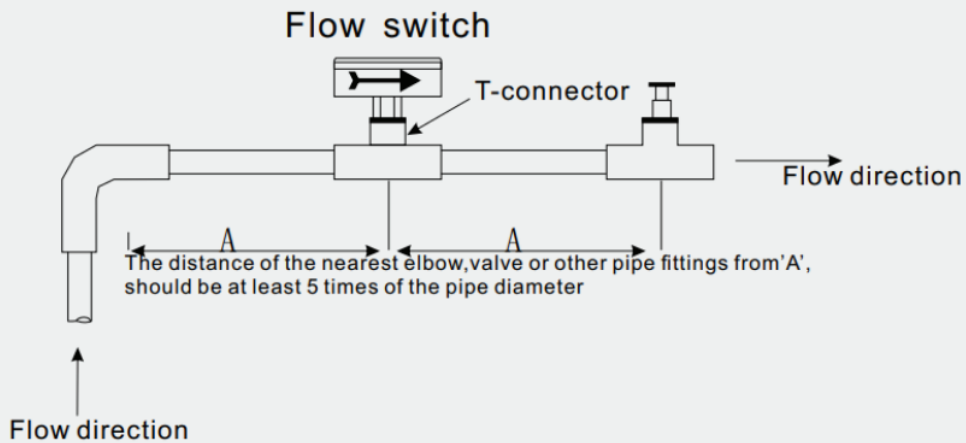 Flow switch
T-connector
Flow direction
A
A
The distance of the nearest elbow,valve or other pipe fittings from'A',
should be at least 5 times of the pipe diameter
Flow direction